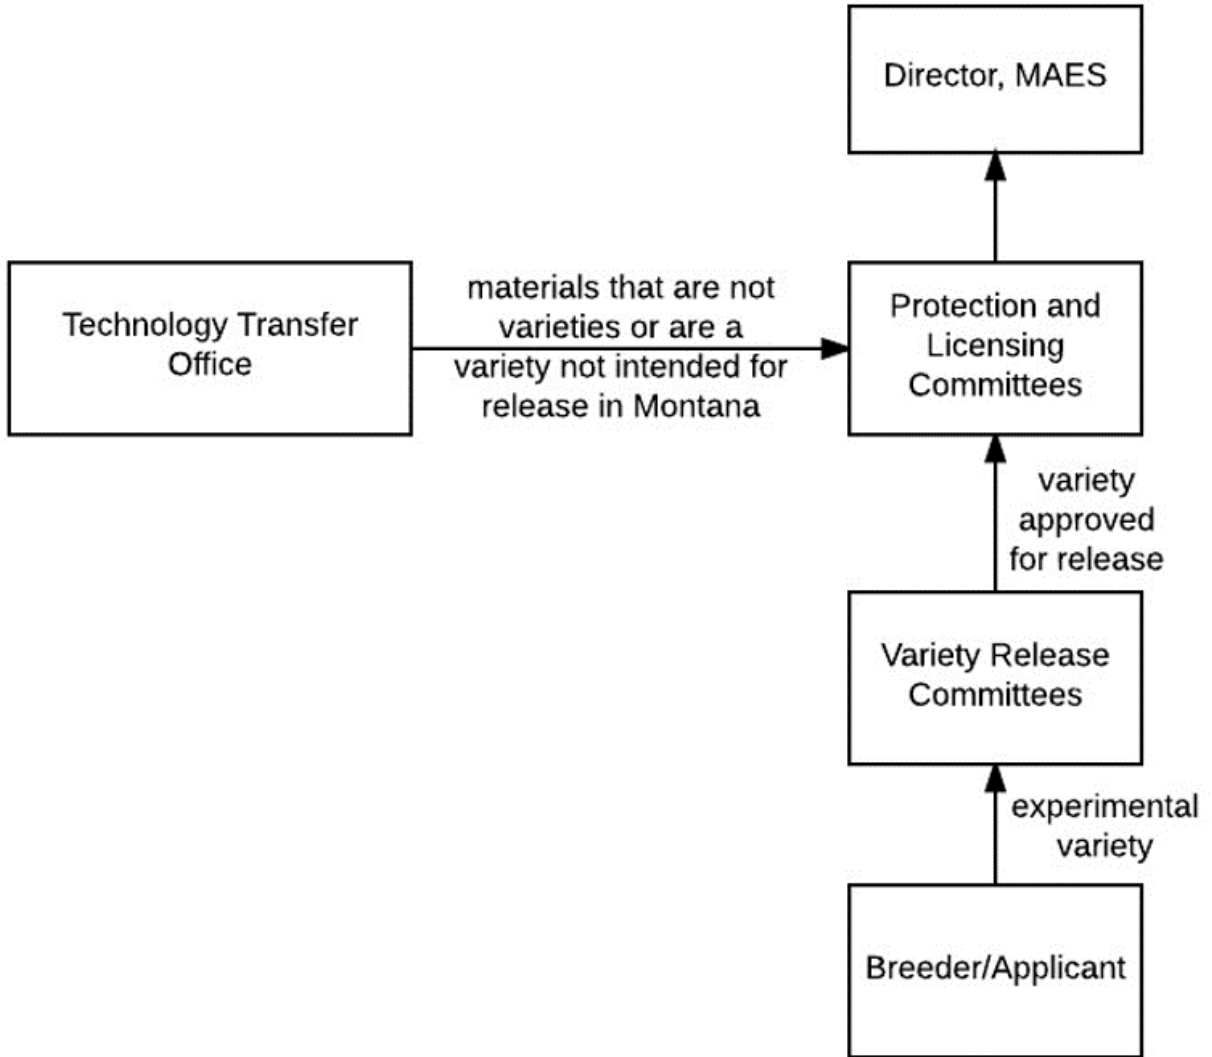 Director, MAES
Technology Transfer
Office
materials that are not
varieties or are a
variety not intended for
release in Montana
Protection and
Licensing
Committees
variety
approved
for release
Variety Release
Committees
experimental
variety
Breeder/Applicant